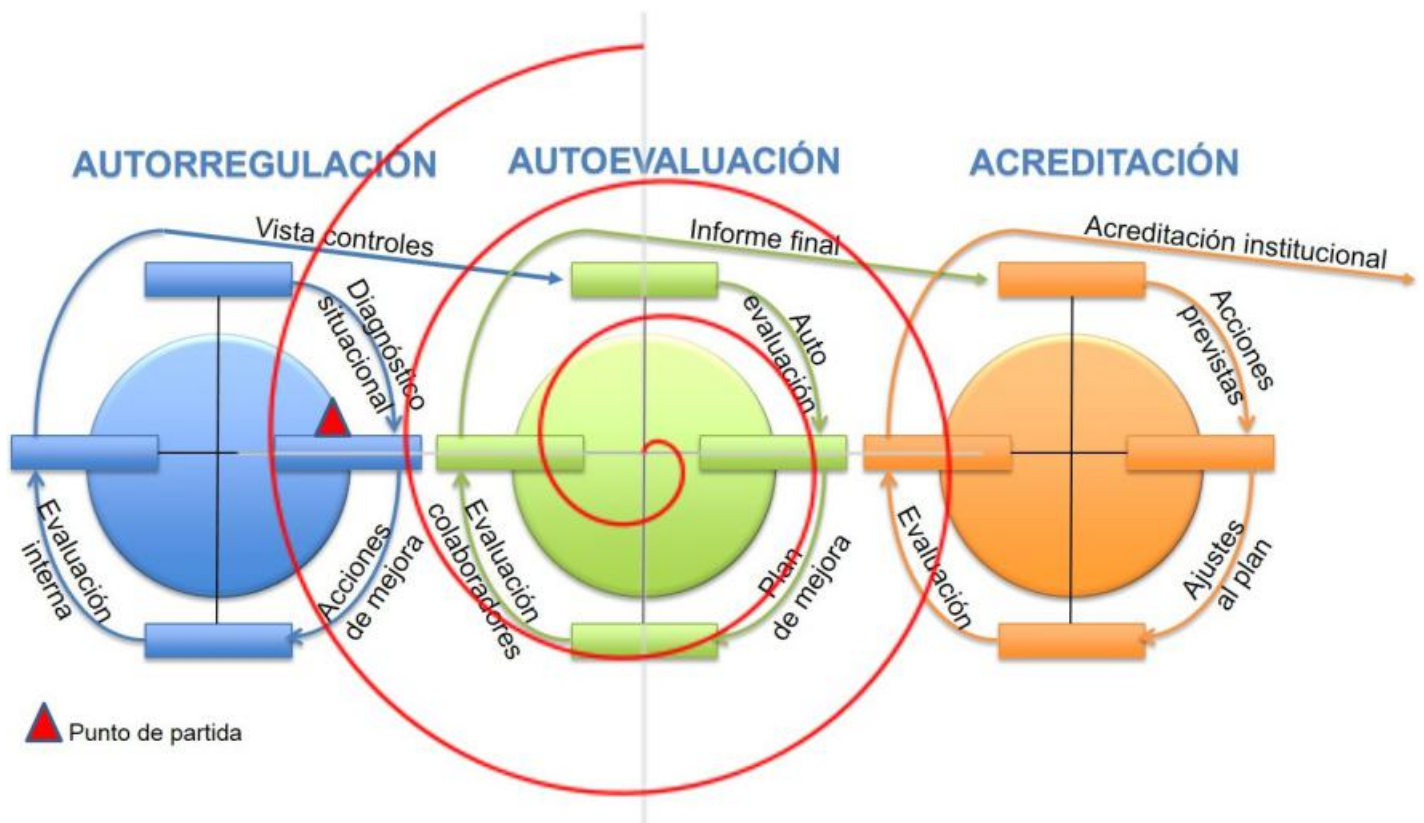 AUTORREGULACION
AUTOEVALUACIÓN
ACREDITACIÓN
Vista controles
Diagnóstico
situacional
Acciones
de mejora
Evaluación
interna
Informe final
Auto
evaluación
Plan
de mejora
Evaluación
colaboradores
Acreditación institucional
Acciones
previstas
Ajustes
al plan
Evaluación
Punto de partida